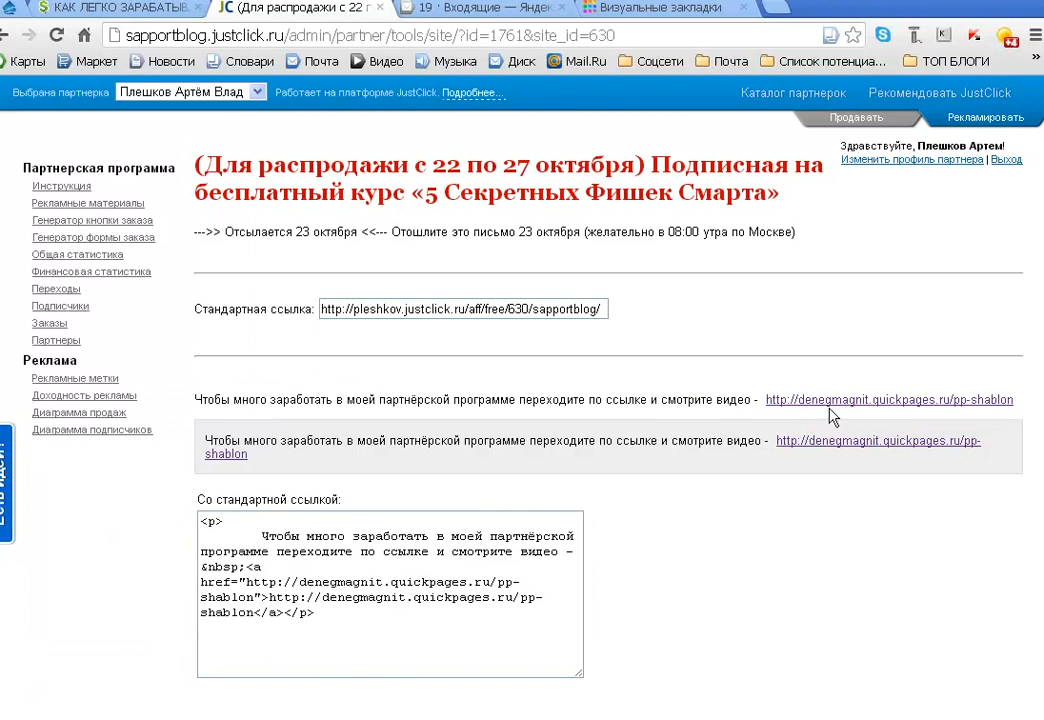 КАК ЛЕГКО ЗАРАБАТЫВ
JC (Для распродажи с 22 г
19 · Входящие — Яндек
Визуальные закладки
sapportblog.justclick.ru/admin/partner/tools/site/?id=1761&site_id=630
Карты Маркет Новости Словари Почта Видео Музыка Диск Mail.Ru Соцсети Почта Список потенциа... ТОП БЛОГИ »
Выбрана партнерка Плешков Артём Влад Работает на платформе JustClick. Подробнее... Каталог партнерок Рекомендовать JustClick
Продавать Рекламировать
Здравствуйте, Плешков Артем!
Изменить профиль партнера | Выход
Партнерская программа
Инструкция
Рекламные материалы
Генератор кнопки заказа
Генератор формы заказа
Общая статистика
Финансовая статистика
Переходы
Подписчики
Заказы
Партнеры
Реклама
Рекламные метки
Доходность рекламы
Диаграмма продаж
Диаграмма подписчиков
Есть идеи?
(Для распродажи с 22 по 27 октября) Подписная на
бесплатный курс «5 Секретных Фишек Смарта»
--->> Отсылается 23 октября <<--- Отошлите это письмо 23 октября (желательно в 08:00 утра по Москве)
Стандартная ссылка: http://pleshkov.justclick.ru/aff/free/630/sapportblog/
Чтобы много заработать в моей партнёрской программе переходите по ссылке и смотрите видео - http://denegmagnit.quickpages.ru/pp-shablon
Чтобы много заработать в моей партнёрской программе переходите по ссылке и смотрите видео - http://denegmagnit.quickpages.ru/pp-
shablon
Со стандартной ссылкой:
<p>
Чтобы много заработать в моей партнёрской
программе переходите по ссылке и смотрите видео -
&nbsp;<a
href="http://denegmagnit.quickpages.ru/pp-
shablon">http://denegmagnit.quickpages.ru/pp-
shablon</a></p>